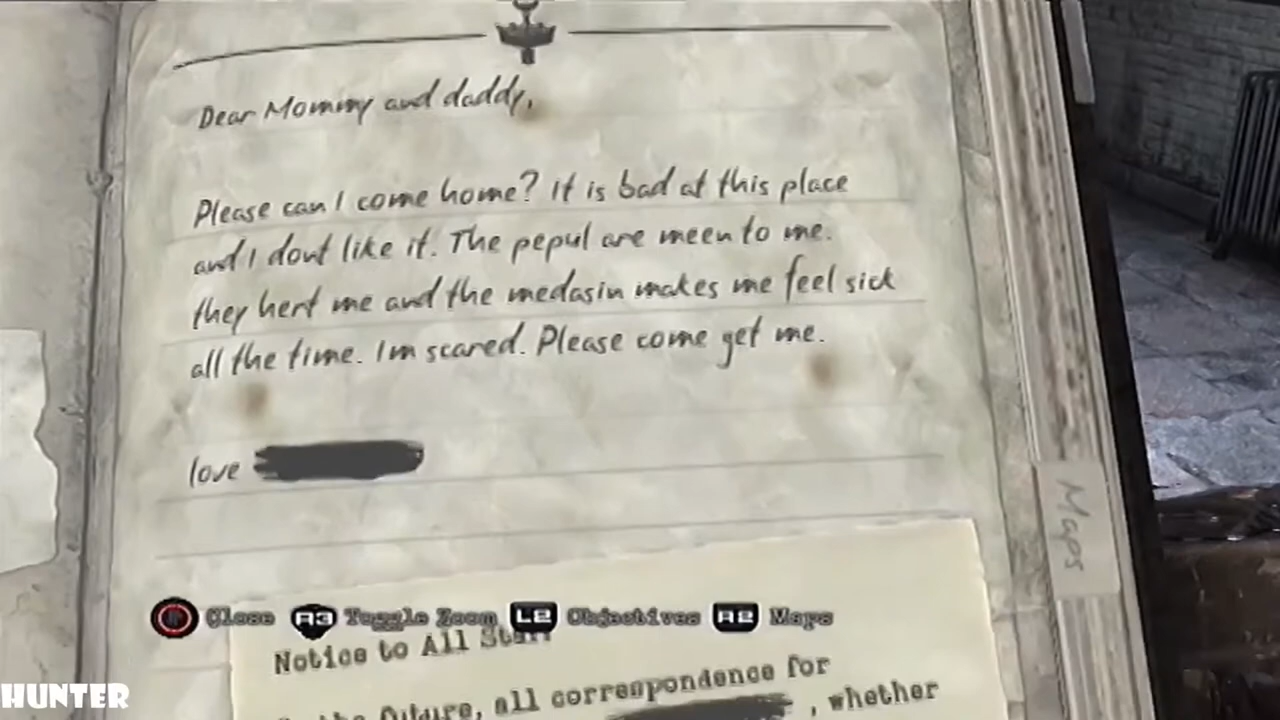 Dear Mommy and daddy,
Please can I come home? it is bad at this place
and I dont like it. The pepul are meen to me.
they hert me and the medasin makes me feel sick
all the time. Im scared. Please come get me.
love
Maps
Close R3 Toggle Zoom L2 Objectives R2 Maps
Notice to All Staff
the future, all correspondence for
, whether
HUNTER